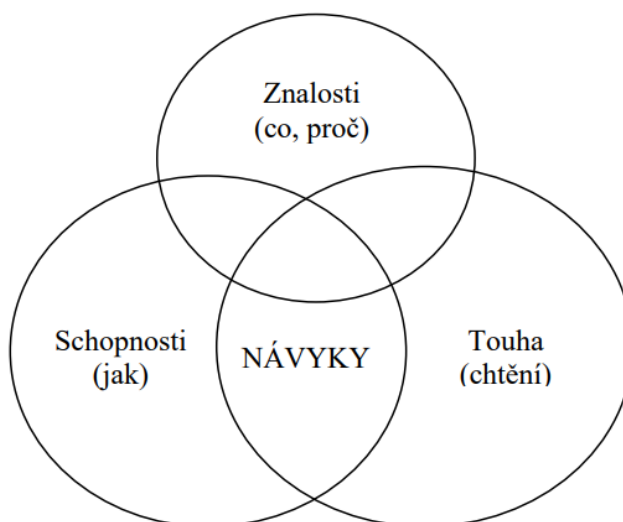 Znalosti
(co, proč)
Schopnosti
(jak)
NÁVYKY
Touha
(chtění)